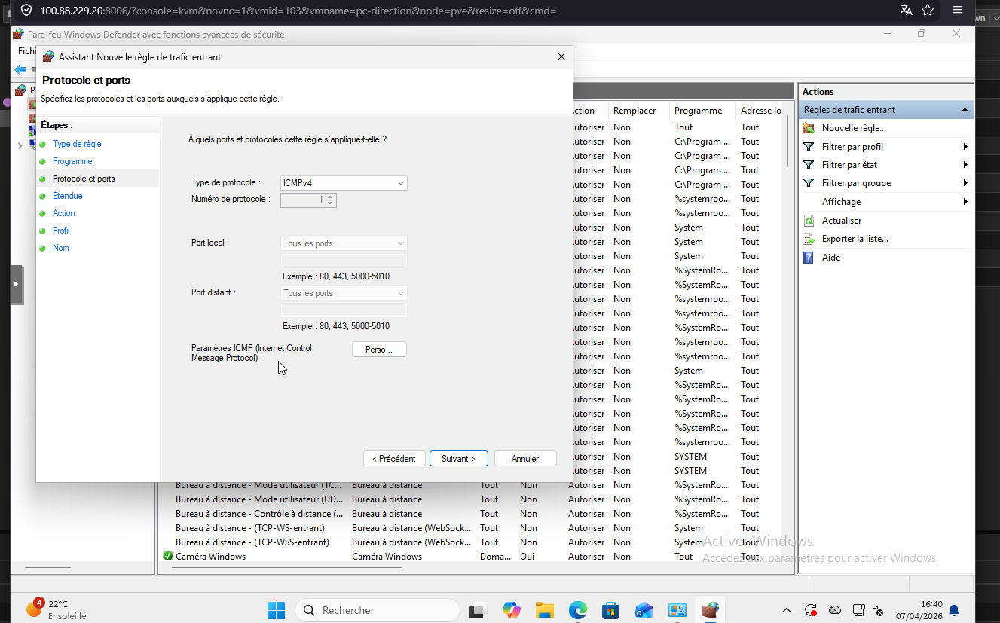 100.88.229.20:8006/?console=kvm&novnc=1&vmid=103&vmname=pc-direction&node=pve&resize=off&cmd=
Pare-feu Windows Defender avec fonctions avancées de sécurité
Fichi
Assistant Nouvelle règle de trafic entrant
Protocole et ports
Spécifiez les protocoles et les ports auxquels s'applique cette règle.
Étapes :
Type de règle
Programme
Protocole et ports
Étendue
Action
Profil
Nom
À quels ports et protocoles cette règle s'applique-t-elle ?
Type de protocole : ICMPv4
Numéro de protocole : 1
Port local : Tous les ports
Exemple : 80, 443, 5000-5010
Port distant : Tous les ports
Exemple : 80, 443, 5000-5010
Paramètres ICMP (Internet Control
Message Protocol) :
Perso...
< Précédent Suivant > Annuler
ction Remplacer Programme Adresse lo
utoriser Non Tout Tout
utoriser Non C:\Program ... Tout
utoriser Non C:\Program ... Tout
utoriser Non C:\Program ... Tout
utoriser Non C:\Program ... Tout
utoriser Non %systemroo... Tout
utoriser Non %systemroo... Tout
utoriser Non System Tout
utoriser Non System Tout
utoriser Non System Tout
utoriser Non %SystemRo... Tout
utoriser Non %SystemRo... Tout
utoriser Non %systemroo... Tout
utoriser Non %systemroo... Tout
utoriser Non %SystemRo... Tout
utoriser Non %systemroo... Tout
utoriser Non %systemroo... Tout
utoriser Non System Tout
utoriser Non %SystemRo... Tout
utoriser Non %SystemRo... Tout
utoriser Non %SystemRo... Tout
utoriser Non %SystemRo... Tout
utoriser Non %systemroo... Tout
utoriser Non SYSTEM Tout
utoriser Non SYSTEM Tout
Bureau à distance - Mode utilisateur (TC... Bureau à distance Tout Non Autoriser Non %SystemRo... Tout
Bureau à distance - Mode utilisateur (UD... Bureau à distance Tout Non Autoriser Non %SystemRo... Tout
Bureau à distance - Contrôle à distance (... Bureau à distance Tout Non Autoriser Non %SystemRo... Tout
Bureau à distance - (TCP-WS-entrant) Bureau à distance (WebSock... Tout Non Autoriser Non System Tout
Bureau à distance - (TCP-WSS-entrant) Bureau à distance (WebSock... Tout Non Autoriser Non System Tout
Caméra Windows Caméra Windows Doma... Oui Autoriser Non Tout Tout
Actions
Règles de trafic entrant
Nouvelle règle...
Filtrer par profil
Filtrer par état
Filtrer par groupe
Affichage
Actualiser
Exporter la liste...
Aide
Activer Windows
Accédez aux paramètres pour activer Windows.
4
22°C
Ensoleillé
Rechercher
16:40
07/04/2026